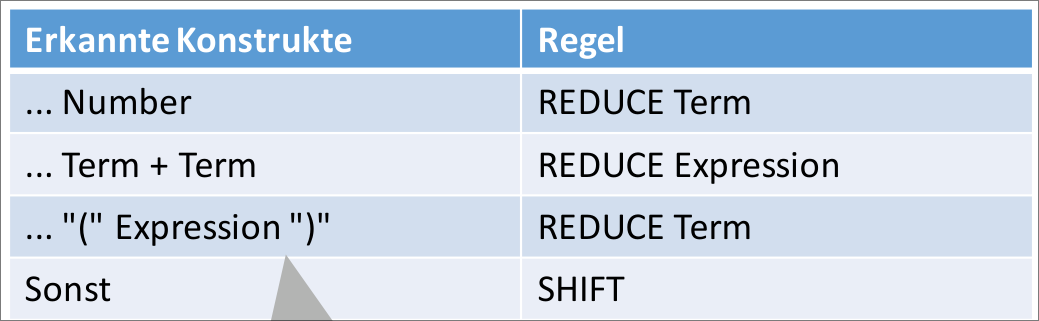 Erkannte Konstrukte Regel
... Number REDUCE Term
... Term + Term REDUCE Expression
... "(" Expression ")" REDUCE Term
Sonst SHIFT